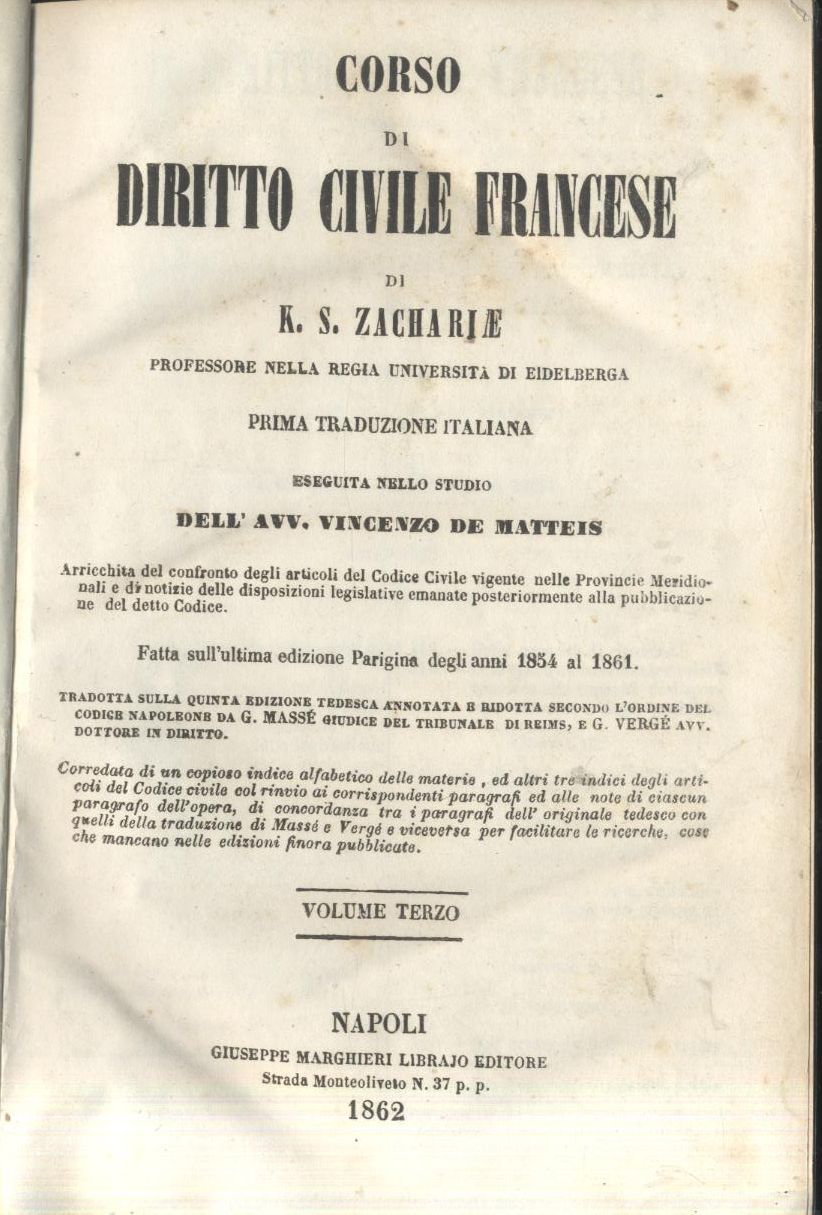 CORSO
DI
DIRITTO CIVILE FRANCESE
DI
K. S. ZACHARIÆ
PROFESSORE NELLA REGIA UNIVERSITÀ DI EIDELBERGA
PRIMA TRADUZIONE ITALIANA
ESEGUITA NELLO STUDIO
DELL' AVV. VINCENZO DE MATTEIS
Arricchita del confronto degli articoli del Codice Civile vigente nelle Provincie Meridio-
nali e di notizie delle disposizioni legislative emanate posteriormente alla pubblicazio-
ne del detto Codice.
Fatta sull'ultima edizione Parigina degli anni 1854 al 1861.
TRADOTTA SULLA QUINTA EDIZIONE TEDESCA ANNOTATA E RIDOTTA SECONDO L'ORDINE DEL
CODICE NAPOLEONE DA G. MASSÉ GIUDICE DEL TRIBUNALE DI REIMS, E G. VERGÉ AVV.
DOTTORE IN DIRITTO.
Corredata di un copioso indice alfabetico delle materie, ed altri tre indici degli arti-
coli del Codice civile col rinvio ai corrispondenti paragrafi ed alle note di ciascun
paragrafo dell'opera, di concordanza tra i paragrafi dell' originale tedesco con
quelli della traduzione di Massé e Vergé e viceversa per facilitare le ricerche, cose
che mancano nelle edizioni finora pubblicate.
VOLUME TERZO
NAPOLI
GIUSEPPE MARGHIERI LIBRAJO EDITORE
Strada Monteoliveto N. 37 p. p.
1862